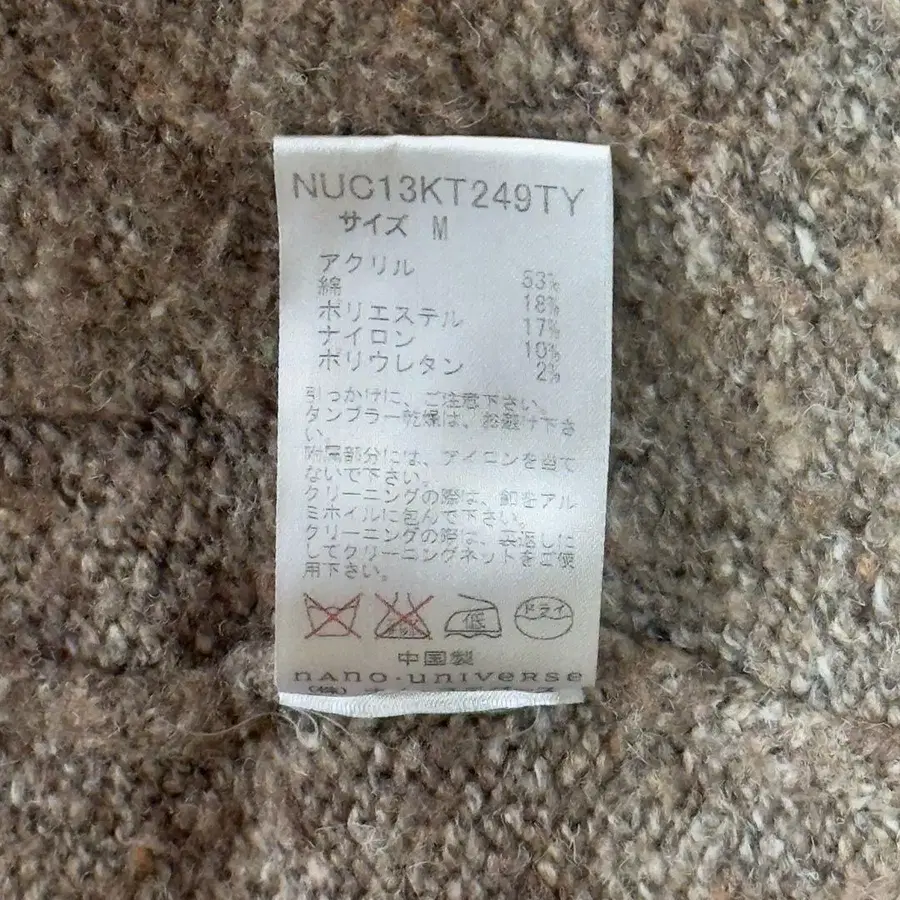 NUC13KT249TY
サイズ M
アクリル 53%
綿 18%
ポリエステル 17%
ナイロン 10%
ポリウレタン 2%
引っかけに、ご注意下さい。
タンブラー乾燥は、お避け下さ
い。
附属部分には、アイロンを当て
ないで下さい。
クリーニングの際は、釦をアル
ミホイルに包んで下さい。
クリーニングの際は、裏返しに
してクリーニングネットをご使
用下さい。
低 ドライ
中国製
nano·universe
(株)